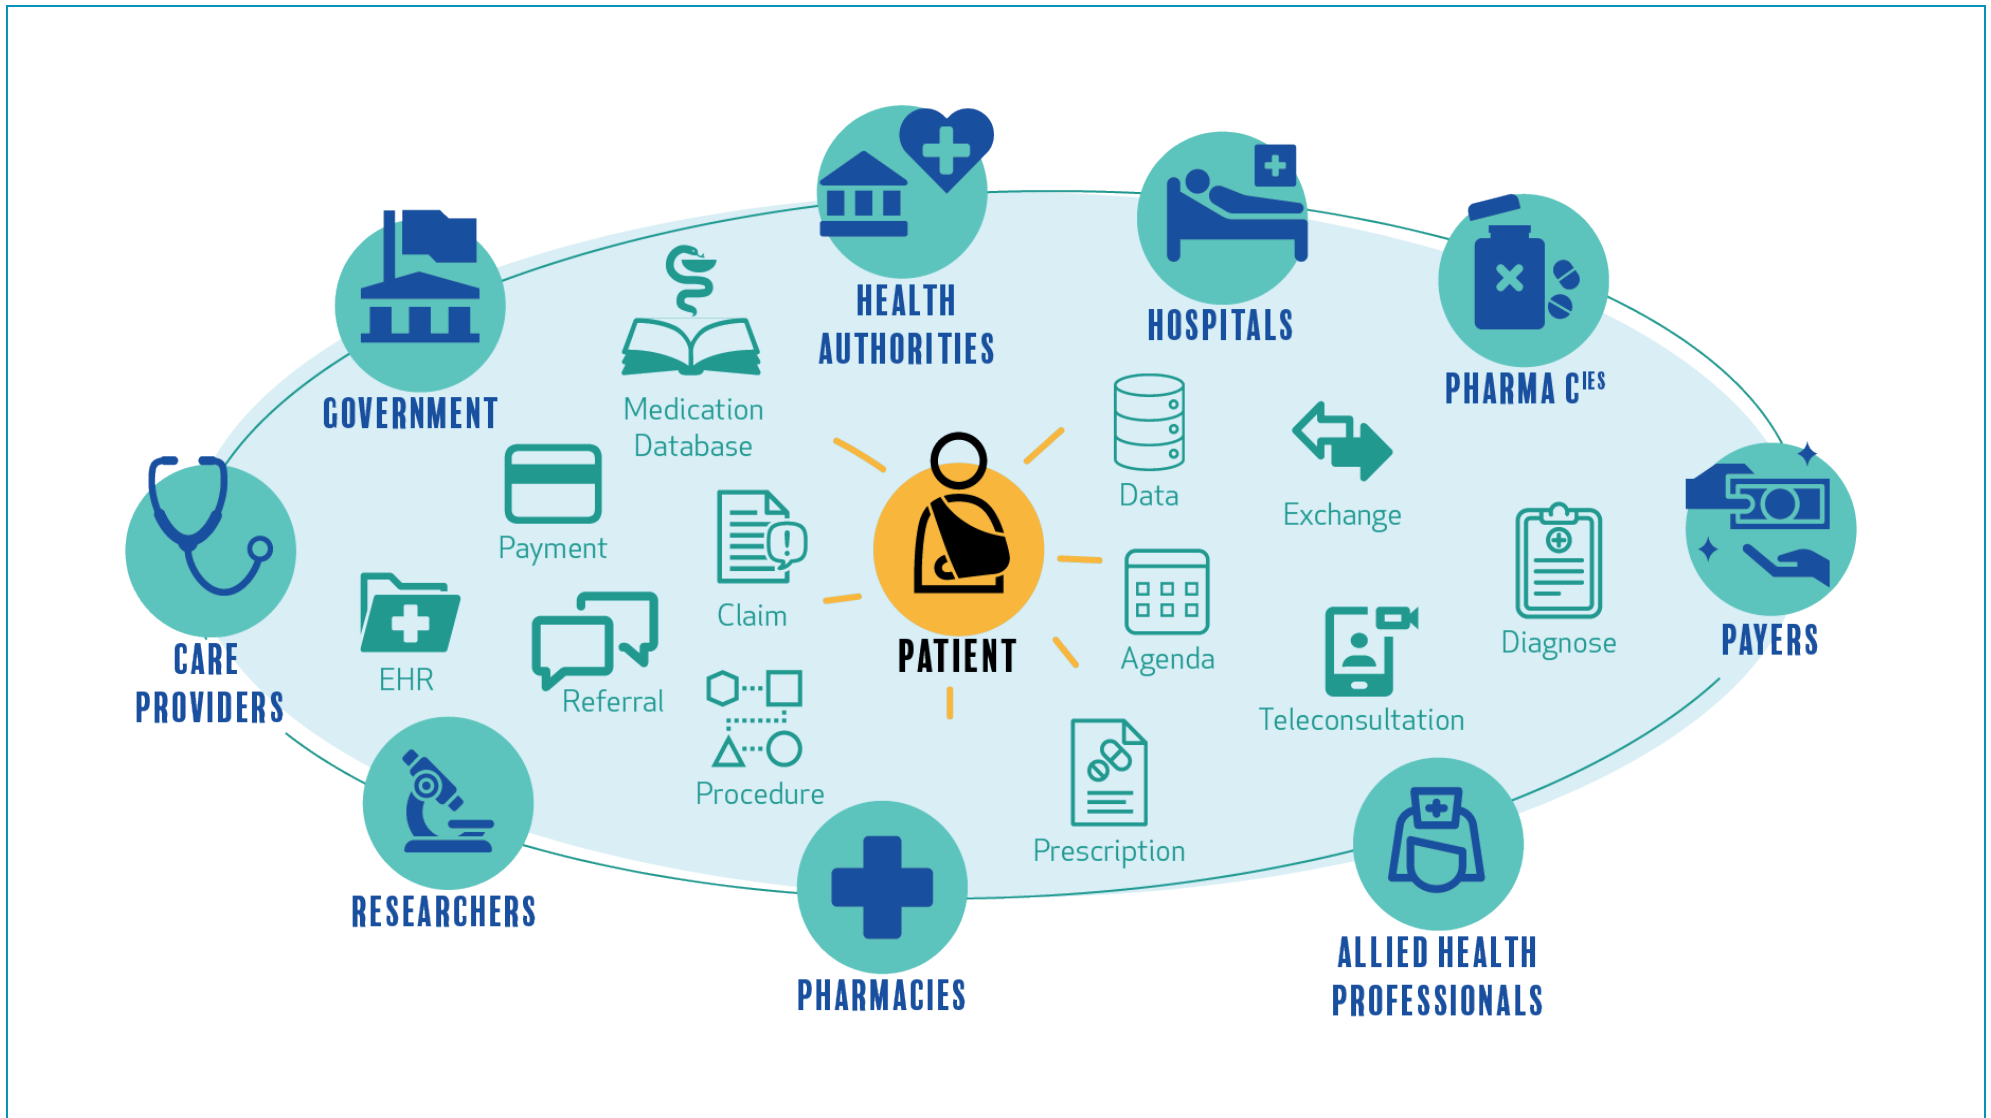 HEALTH
AUTHORITIES
HOSPITALS
PHARMA CIES
GOVERNMENT
Medication
Database
Data
Exchange
Payment
Claim
PATIENT
Agenda
Diagnose
PAYERS
CARE
PROVIDERS
EHR
Referral
Teleconsultation
Procedure
Prescription
RESEARCHERS
PHARMACIES
ALLIED HEALTH
PROFESSIONALS